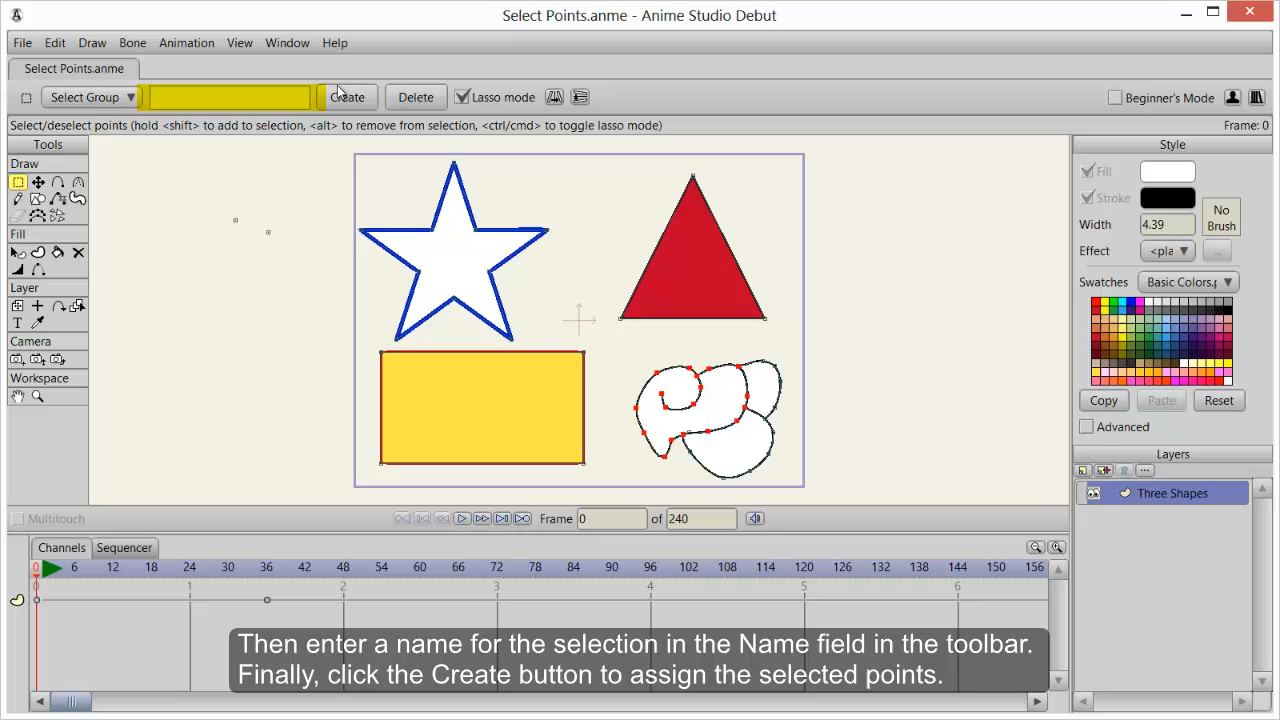 Select Points.anme - Anime Studio Debut
File Edit Draw Bone Animation View Window Help
Select Points.anme
Select Group Create Delete Lasso mode Beginner's Mode
Select/deselect points (hold <shift> to add to selection, <alt> to remove from selection, <ctrl/cmd> to toggle lasso mode) Frame: 0
Tools
Draw
Fill
Layer
Camera
Workspace
Style
Fill
Stroke
No
Brush
Width 4.39
Effect <pla ...
Swatches Basic Colors.p
Copy Paste Reset
Advanced
Layers
Three Shapes
Multitouch Frame 0 of 240
Channels Sequencer
0 6 12 18 24 30 36 42 48 54 60 66 72 78 84 90 96 102 108 114 120 126 132 138 144 150 156
0 1 2 3 4 5 6
Then enter a name for the selection in the Name field in the toolbar.
Finally, click the Create button to assign the selected points.